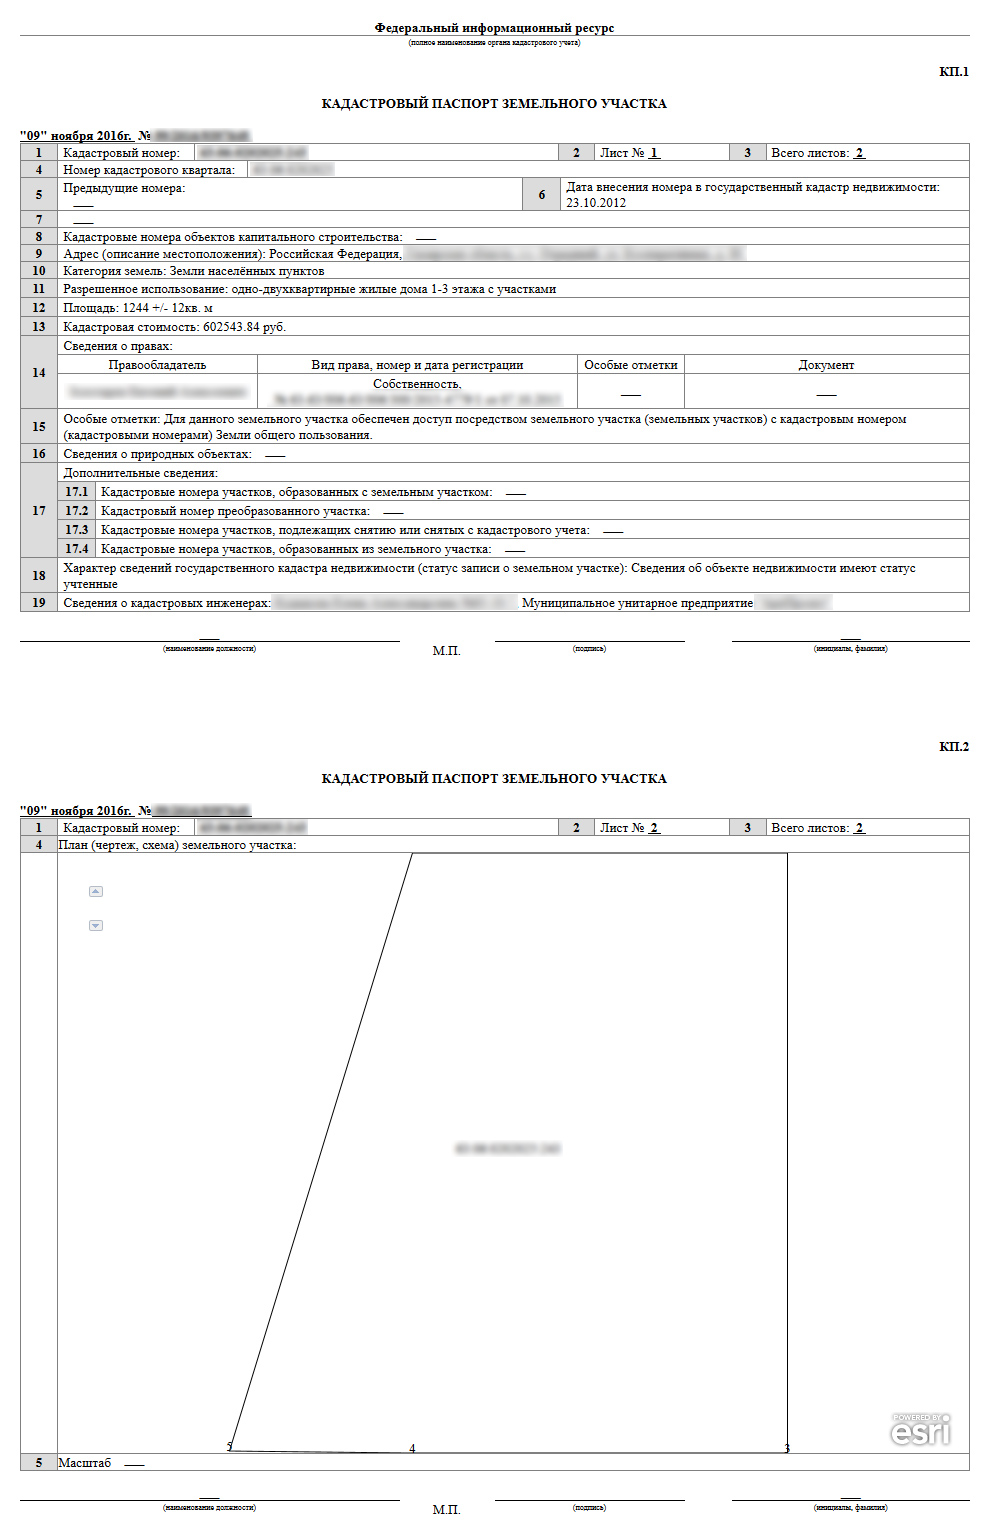 Федеральный информационный ресурс
(полное наименование органа кадастрового учета)
КП.1
КАДАСТРОВЫЙ ПАСПОРТ ЗЕМЕЛЬНОГО УЧАСТКА
"09" ноября 2016г. №
1 Кадастровый номер: 2 Лист № 1 3 Всего листов: 2
4 Номер кадастрового квартала:
5 Предыдущие номера: 6 Дата внесения номера в государственный кадастр недвижимости:
23.10.2012
7
8 Кадастровые номера объектов капитального строительства:
9 Адрес (описание местоположения): Российская Федерация,
10 Категория земель: Земли населённых пунктов
11 Разрешенное использование: одно-двухквартирные жилые дома 1-3 этажа с участками
12 Площадь: 1244 +/- 12кв. м
13 Кадастровая стоимость: 602543.84 руб.
14 Сведения о правах:
Правообладатель Вид права, номер и дата регистрации Особые отметки Документ
Собственность,
15 Особые отметки: Для данного земельного участка обеспечен доступ посредством земельного участка (земельных участков) с кадастровым номером
(кадастровыми номерами) Земли общего пользования.
16 Сведения о природных объектах:
17 Дополнительные сведения:
17.1 Кадастровые номера участков, образованных с земельным участком:
17.2 Кадастровый номер преобразованного участка:
17.3 Кадастровые номера участков, подлежащих снятию или снятых с кадастрового учета:
17.4 Кадастровые номера участков, образованных из земельного участка:
18 Характер сведений государственного кадастра недвижимости (статус записи о земельном участке): Сведения об объекте недвижимости имеют статус
учтенные
19 Сведения о кадастровых инженерах: Муниципальное унитарное предприятие
(наименование должности) М.П. (подпись) (инициалы, фамилия)
КП.2
КАДАСТРОВЫЙ ПАСПОРТ ЗЕМЕЛЬНОГО УЧАСТКА
"09" ноября 2016г. №
1 Кадастровый номер: 2 Лист № 2 3 Всего листов: 2
4 План (чертеж, схема) земельного участка:
POWERED BY
esri
5 4 3
5 Масштаб
(наименование должности) М.П. (подпись) (инициалы, фамилия)